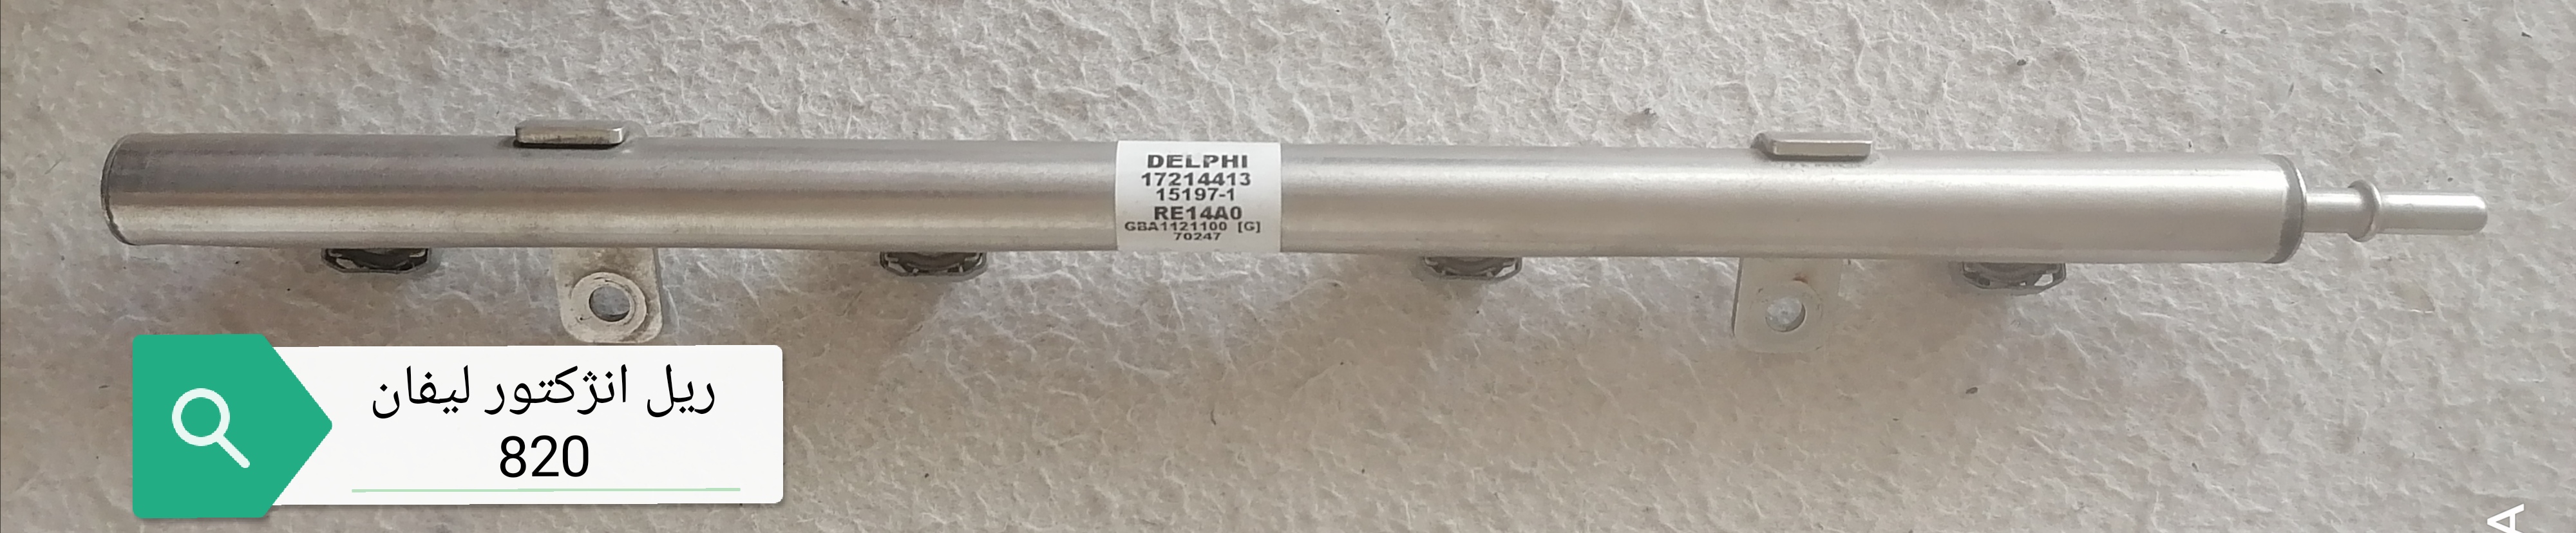 DELPHI
17214413
15197-1
RE14A0
GBA1121100 [G]
70247
ریل انژکتور لیفان
820
A